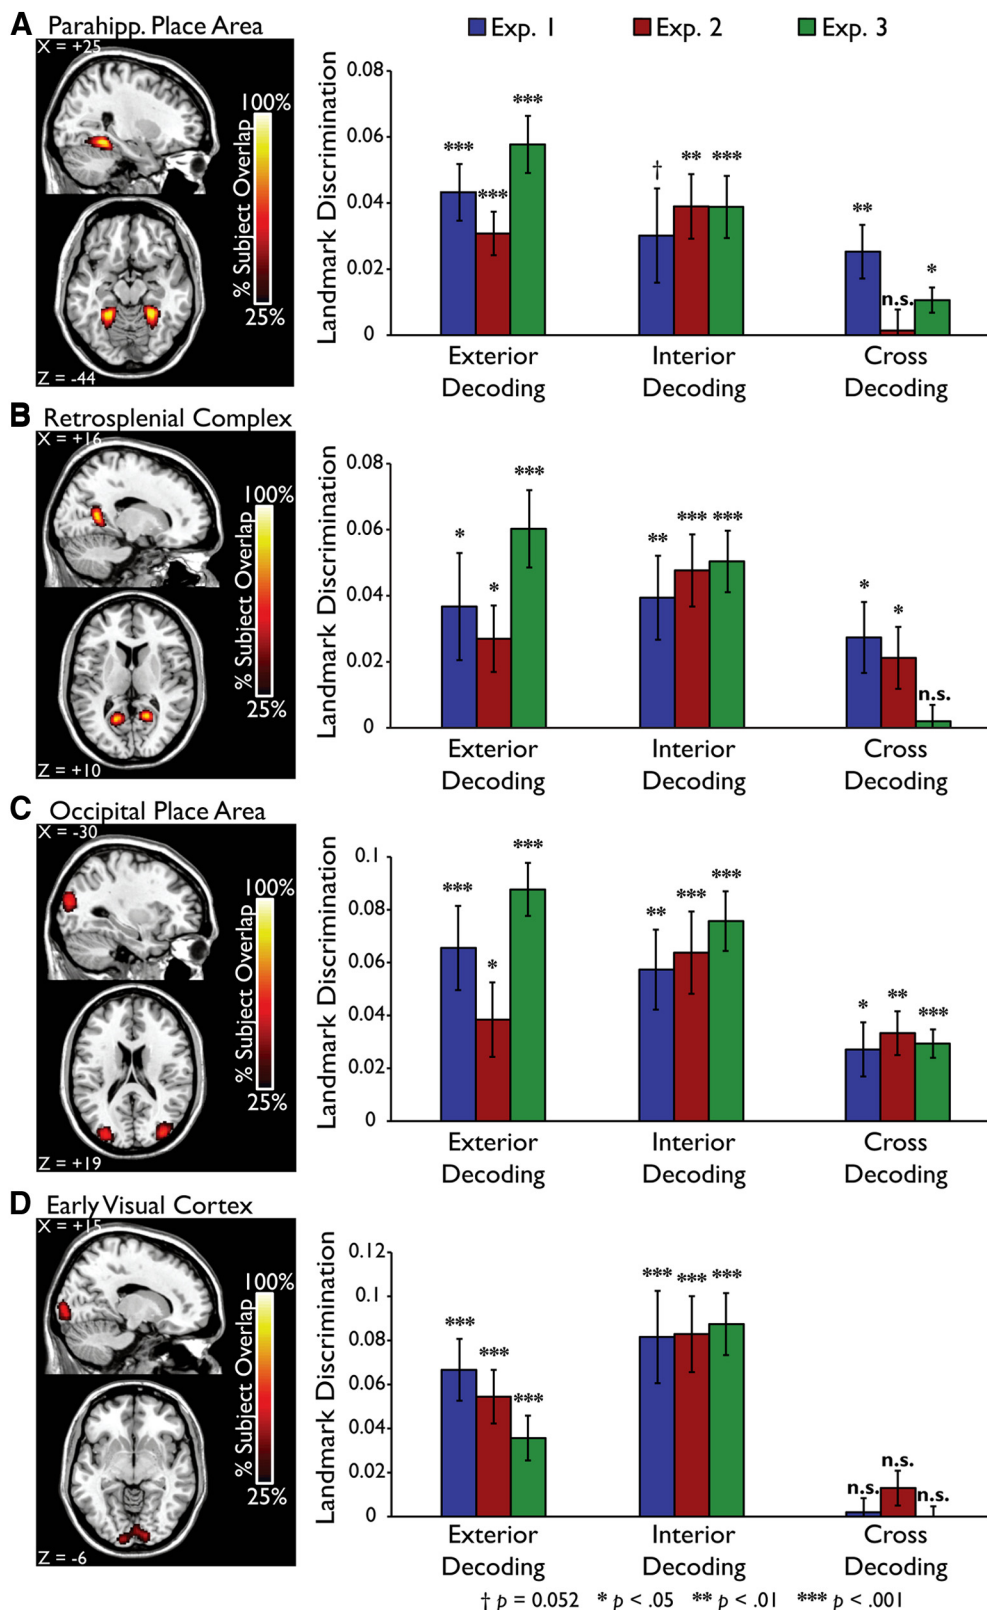 A Parahipp. Place Area
Exp. 1 Exp. 2 Exp. 3
X = +25
100%
% Subject Overlap
25%
Z = -44
Landmark Discrimination
0.08
0.06
0.04
0.02
0
*** *** ***
† ** ***
** n.s. *
Exterior Decoding
Interior Decoding
Cross Decoding
B Retrosplenial Complex
X = +16
100%
% Subject Overlap
25%
Z = +10
Landmark Discrimination
0.08
0.06
0.04
0.02
0
* * ***
** *** ***
* * n.s.
Exterior Decoding
Interior Decoding
Cross Decoding
C Occipital Place Area
X = -30
100%
% Subject Overlap
25%
Z = +19
Landmark Discrimination
0.1
0.08
0.06
0.04
0.02
0
*** * ***
** *** ***
* ** ***
Exterior Decoding
Interior Decoding
Cross Decoding
D Early Visual Cortex
X = +15
100%
% Subject Overlap
25%
Z = -6
Landmark Discrimination
0.12
0.1
0.08
0.06
0.04
0.02
0
*** *** ***
*** *** ***
n.s. n.s. n.s.
Exterior Decoding
Interior Decoding
Cross Decoding
† p = 0.052 * p < .05 ** p < .01 *** p < .001